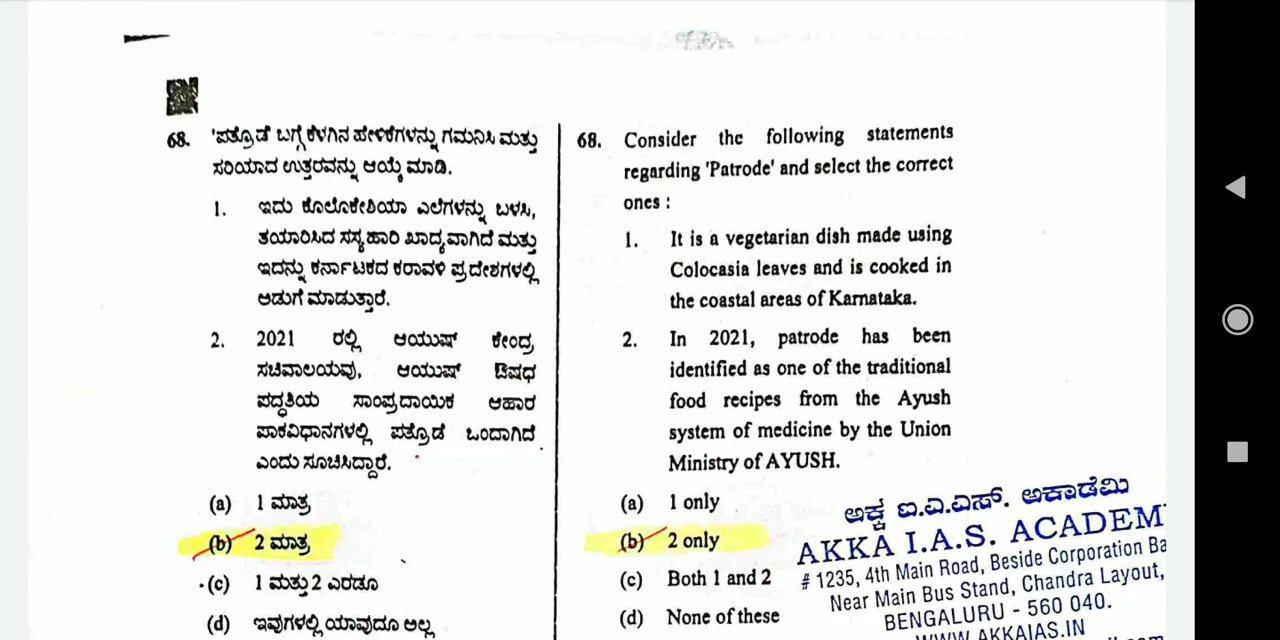 68. 'ಪತ್ರೊಡೆ ಬಗ್ಗೆ ಕೆಳಗಿನ ಹೇಳಿಕೆಗಳನ್ನು ಗಮನಿಸಿ ಮತ್ತು
ಸರಿಯಾದ ಉತ್ತರವನ್ನು ಆಯ್ಕೆ ಮಾಡಿ.
1. ಇದು ಕೊಲೊಕೇಶಿಯಾ ಎಲೆಗಳನ್ನು ಬಳಸಿ,
ತಯಾರಿಸಿದ ಸಸ್ಯಹಾರಿ ಖಾದ್ಯವಾಗಿದೆ ಮತ್ತು
ಇದನ್ನು ಕರ್ನಾಟಕದ ಕರಾವಳಿ ಪ್ರದೇಶಗಳಲ್ಲಿ
ಅಡುಗೆ ಮಾಡುತ್ತಾರೆ.
2. 2021 ರಲ್ಲಿ ಆಯುಷ್ ಕೇಂದ್ರ
ಸಚಿವಾಲಯವು, ಆಯುಷ್ ಔಷಧ
ಪದ್ಧತಿಯ ಸಾಂಪ್ರದಾಯಿಕ ಆಹಾರ
ಪಾಕವಿಧಾನಗಳಲ್ಲಿ ಪತ್ರೊಡೆ ಒಂದಾಗಿದೆ
ಎಂದು ಸೂಚಿಸಿದ್ದಾರೆ.
(a) 1 ಮಾತ್ರ
(b) 2 ಮಾತ್ರ
(c) 1 ಮತ್ತು 2 ಎರಡೂ
(d) ಇವುಗಳಲ್ಲಿ ಯಾವುದೂ ಅಲ್ಲ
68. Consider the following statements
regarding 'Patrode' and select the correct
ones :
1. It is a vegetarian dish made using
Colocasia leaves and is cooked in
the coastal areas of Karnataka.
2. In 2021, patrode has been
identified as one of the traditional
food recipes from the Ayush
system of medicine by the Union
Ministry of AYUSH.
(a) 1 only
(b) 2 only
(c) Both 1 and 2
(d) None of these
ಅಕ್ಕ ಐ.ಎ.ಎಸ್. ಅಕಾಡೆಮಿ
AKKA I.A.S. ACADEM
# 1235, 4th Main Road, Beside Corporation Ba
Near Main Bus Stand, Chandra Layout,
BENGALURU - 560 040.
WWW.AKKAIAS.IN